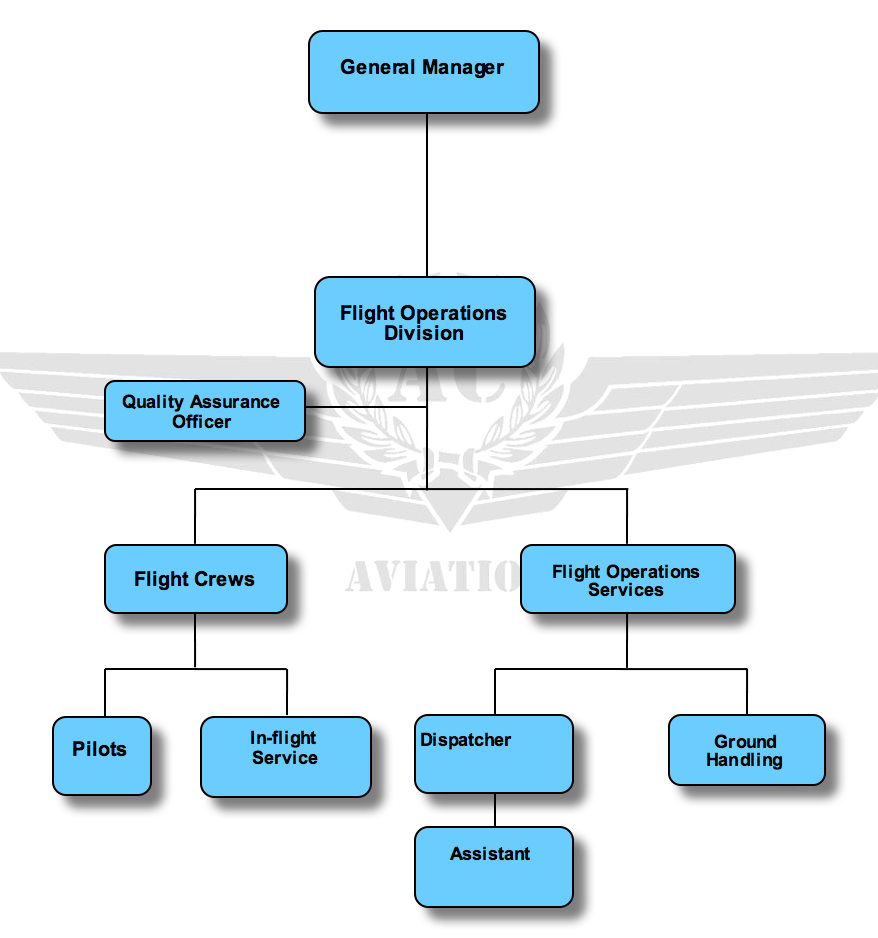 General Manager
Flight Operations
Division
AC
Quality Assurance
Officer
Flight Crews
AVIATIO
Flight Operations
Services
Pilots
In-flight
Service
Dispatcher
Ground
Handling
Assistant